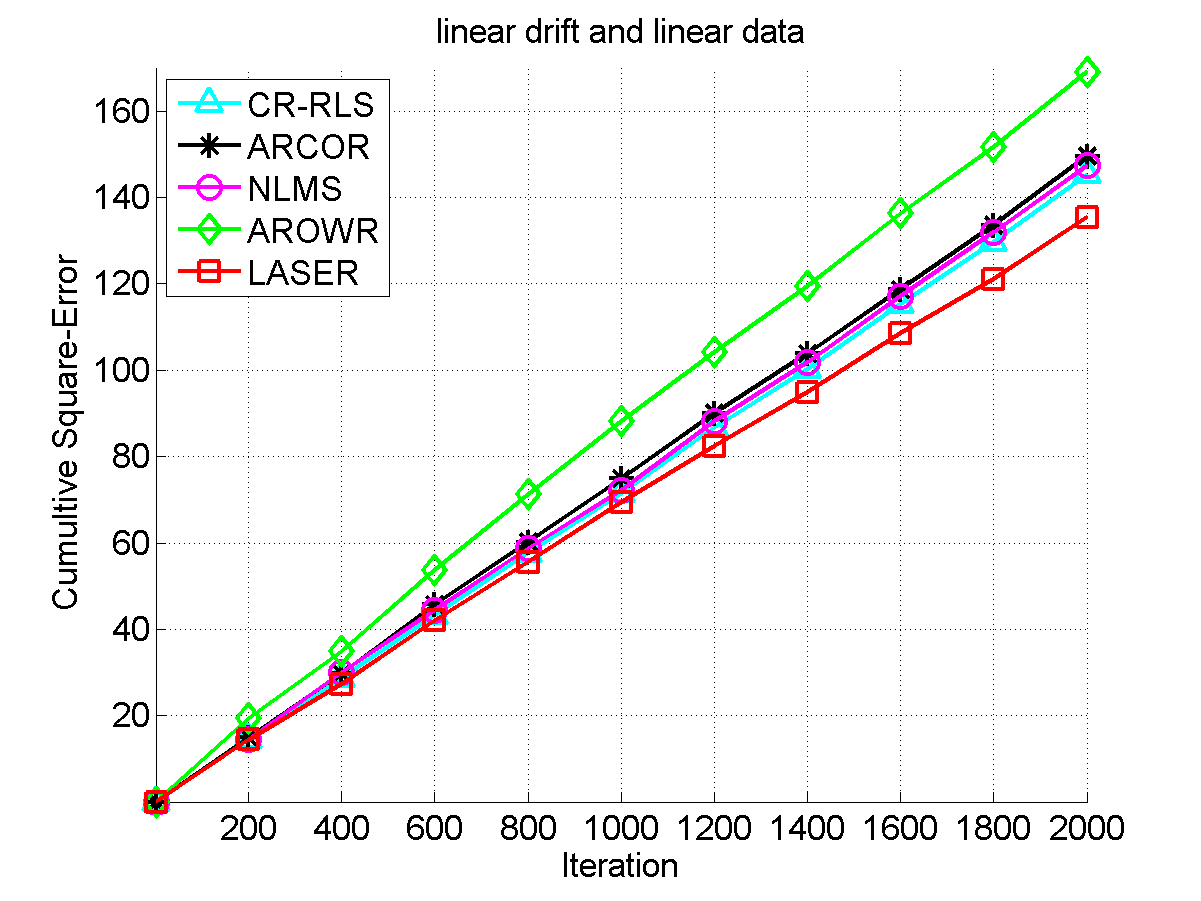 linear drift and linear data
CR-RLS
ARCOR
NLMS
AROWR
LASER
Cumultive Square-Error
160
140
120
100
80
60
40
20
200 400 600 800 1000 1200 1400 1600 1800 2000
Iteration